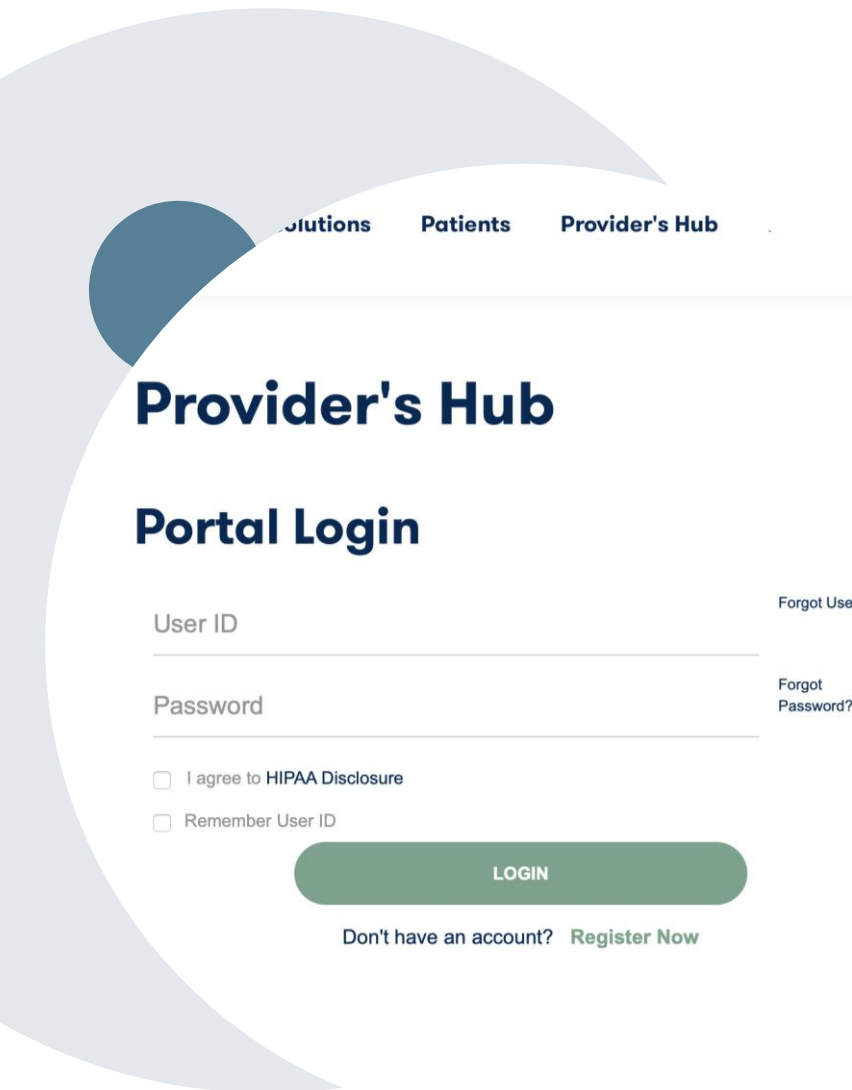 Patients Provider's Hub
Provider's Hub
Portal Login
User ID
Forgot
Password
Forgot
Password?
I agree to HIPAA Disclosure
Remember User ID
LOGIN
Don't have an account? Register Now